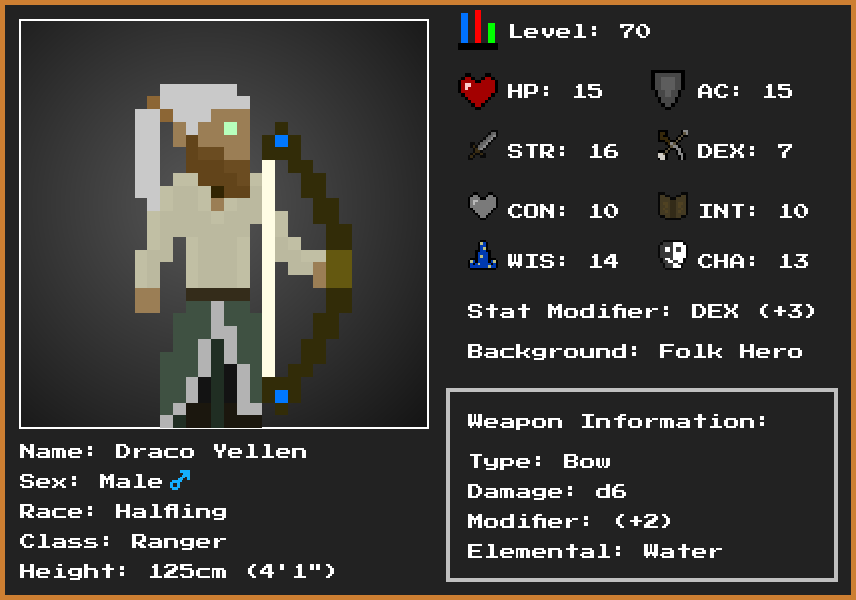 Level: 70
HP: 15
AC: 15
STR: 16
DEX: 7
CON: 10
INT: 10
WIS: 14
CHA: 13
Stat Modifier: DEX (+3)
Background: Folk Hero
Weapon Information:
Type: Bow
Damage: d6
Modifier: (+2)
Elemental: Water
Name: Draco Yellen
Sex: Male ♂
Race: Halfling
Class: Ranger
Height: 125cm (4'1")